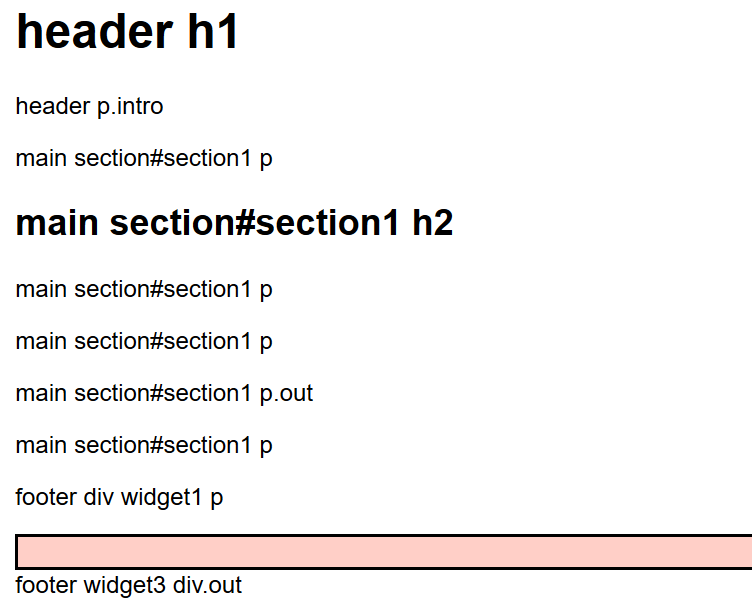 header h1
header p.intro
main section#section1 p
main section#section1 h2
main section#section1 p
main section#section1 p
main section#section1 p.out
main section#section1 p
footer div widget1 p
footer widget3 div.out